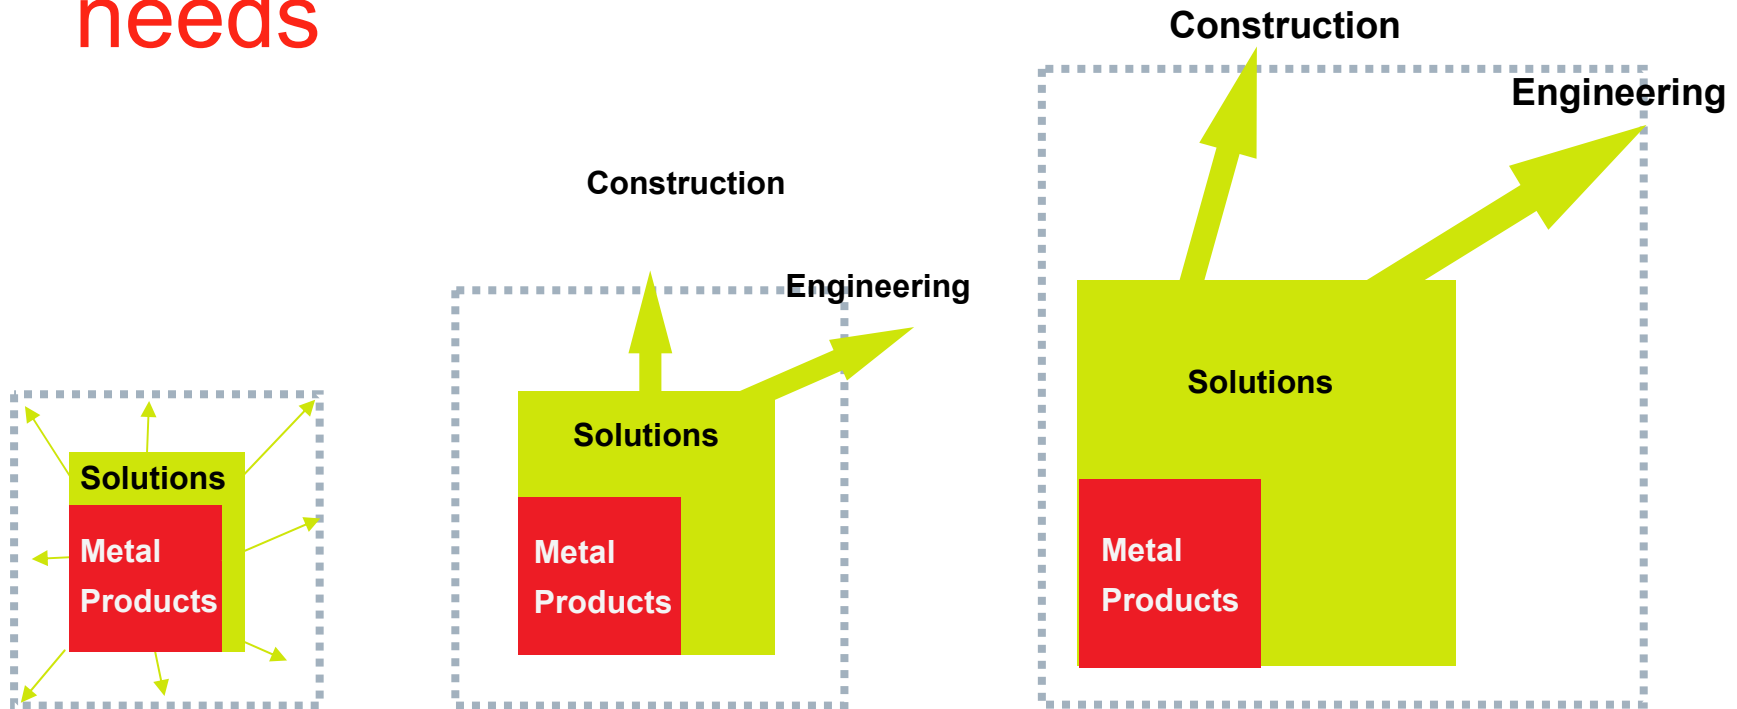 needs
Solutions
Metal
Products
Construction
Engineering
Solutions
Metal
Products
Construction
Engineering
Solutions
Metal
Products